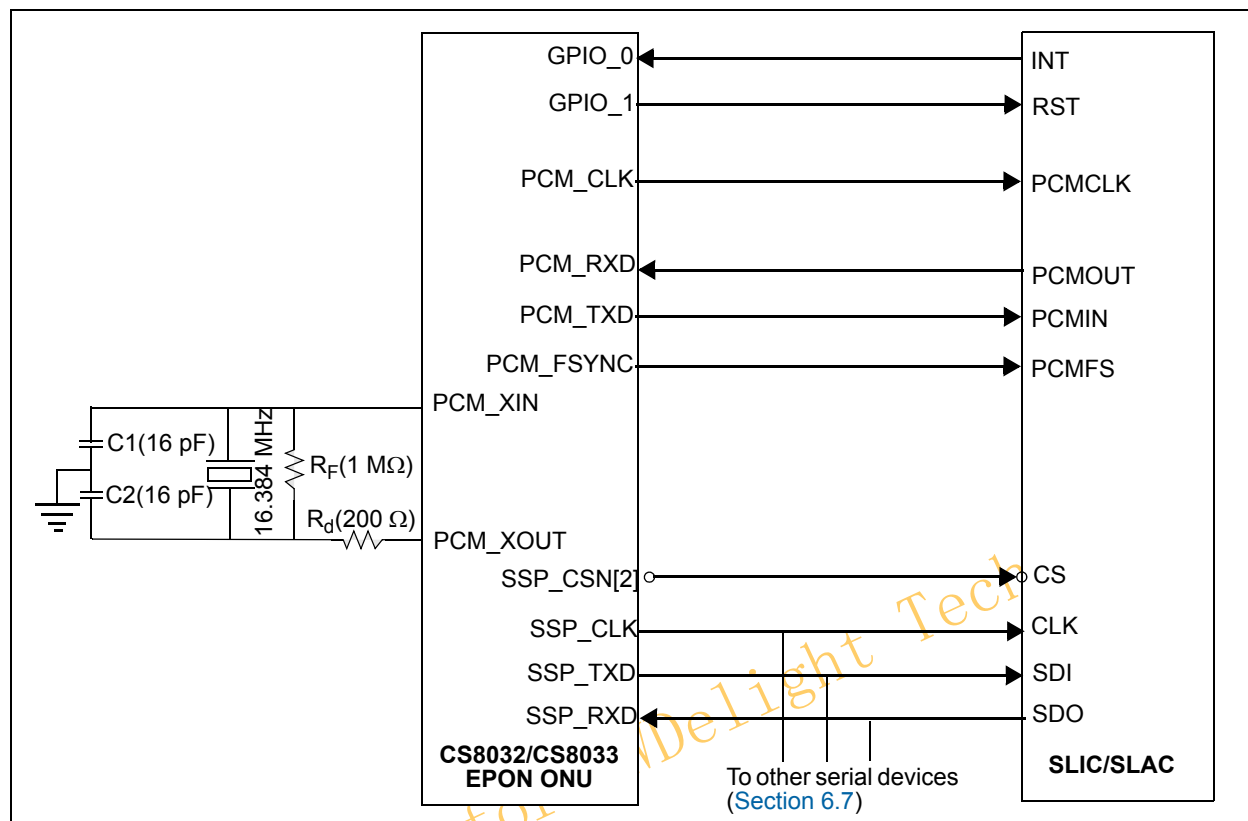 GPIO_0
INT
GPIO_1
RST
PCM_CLK
PCMCLK
PCM_RXD
PCMOUT
PCM_TXD
PCMIN
PCM_FSYNC
PCMFS
PCM_XIN
C1(16 pF)
16.384 MHz
RF(1 MΩ)
C2(16 pF)
Rd(200 Ω)
PCM_XOUT
SSP_CSN[2]
CS
SSP_CLK
CLK
SSP_TXD
SDI
SSP_RXD
SDO
CS8032/CS8033
EPON ONU
To other serial devices
(Section 6.7)
SLIC/SLAC
Delight Tech